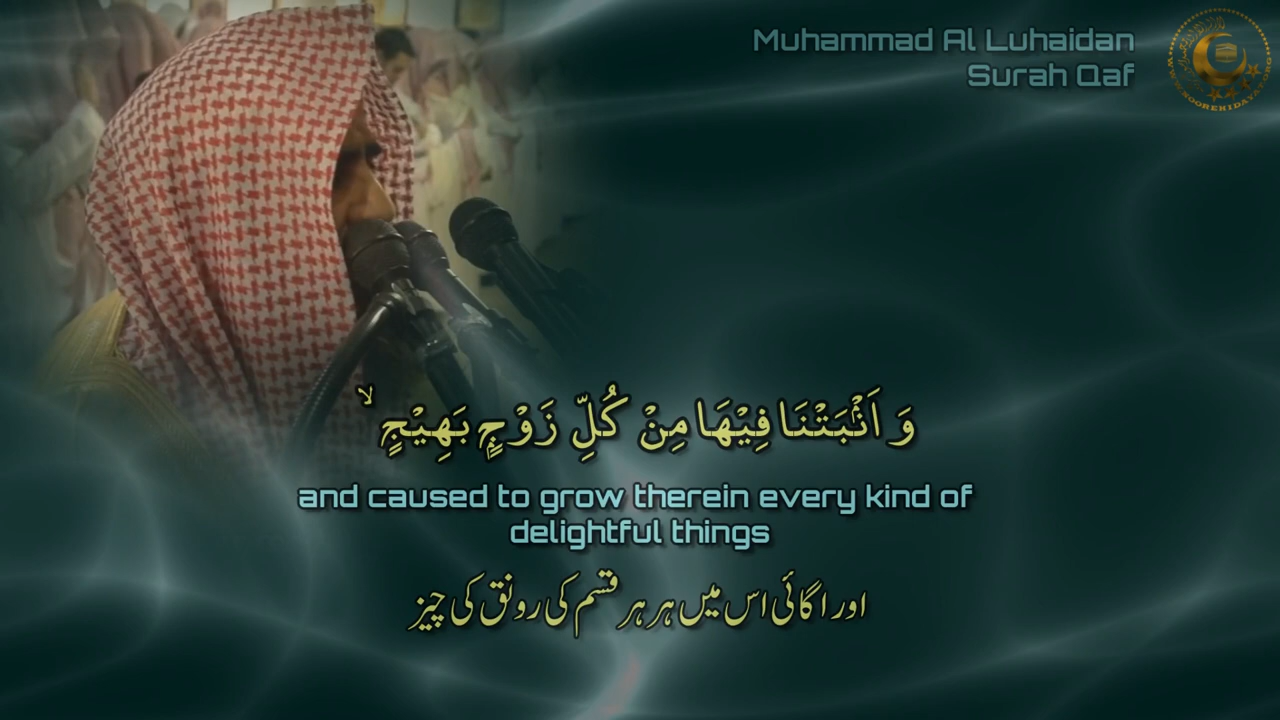 Muhammad Al Luhaidan
Surah Qaf
وَ اَنْۢبَتْنَا فِيْهَا مِنْ كُلِّ زَوْجٍۭ بَهِيْجٍ ۙ
and caused to grow therein every kind of
delightful things
اور اگائی اس میں ہر ہر قسم کی رونق کی چیز